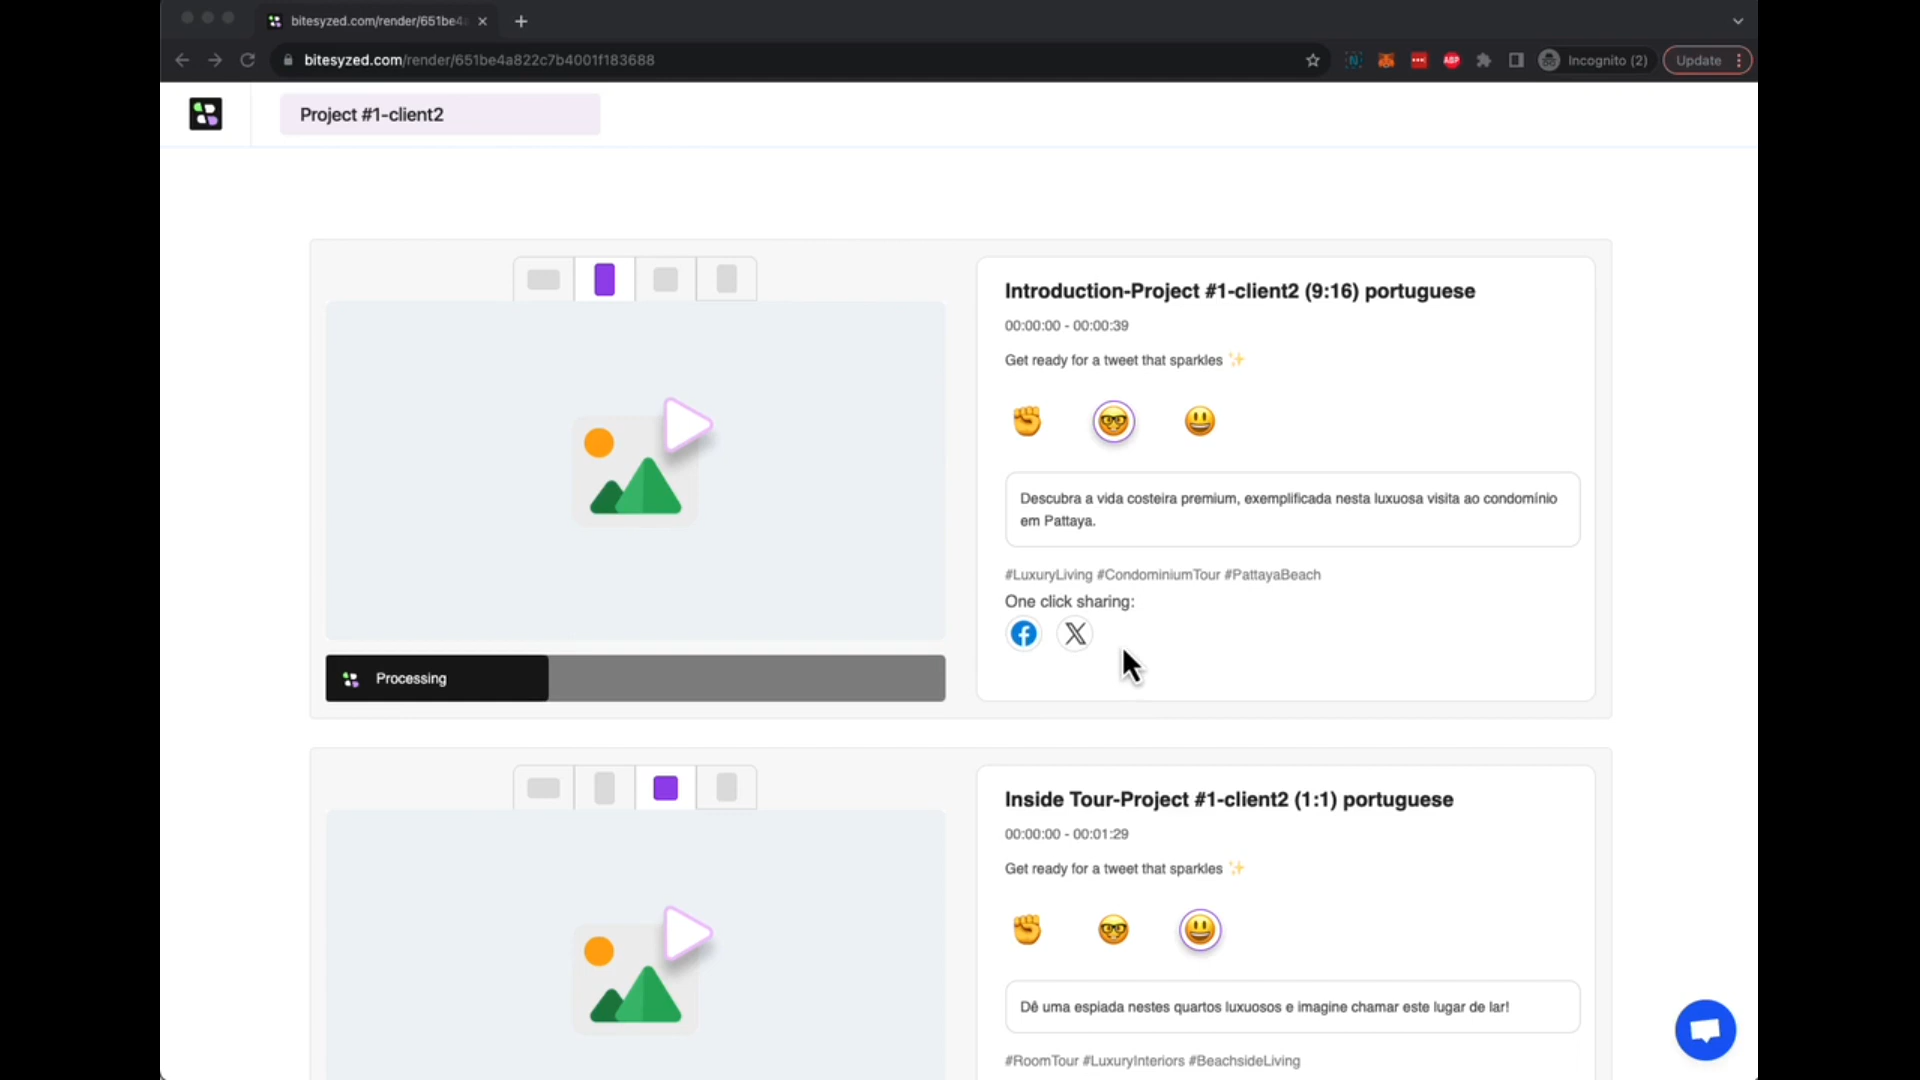 bitesyzed.com/render/651be4a
bitesyzed.com/render/651be4a822c7b4001f183688
ABP
Incognito (2)
Update
Project #1-client2
Introduction-Project #1-client2 (9:16) portuguese
00:00:00 - 00:00:39
Get ready for a tweet that sparkles ✨
Descubra a vida costeira premium, exemplificada nesta luxuosa visita ao condomínio
em Pattaya.
#LuxuryLiving #CondominiumTour #PattayaBeach
One click sharing:
Processing
Inside Tour-Project #1-client2 (1:1) portuguese
00:00:00 - 00:01:29
Get ready for a tweet that sparkles ✨
Dê uma espiada nestes quartos luxuosos e imagine chamar este lugar de lar!
#RoomTour #LuxuryInteriors #BeachsideLiving